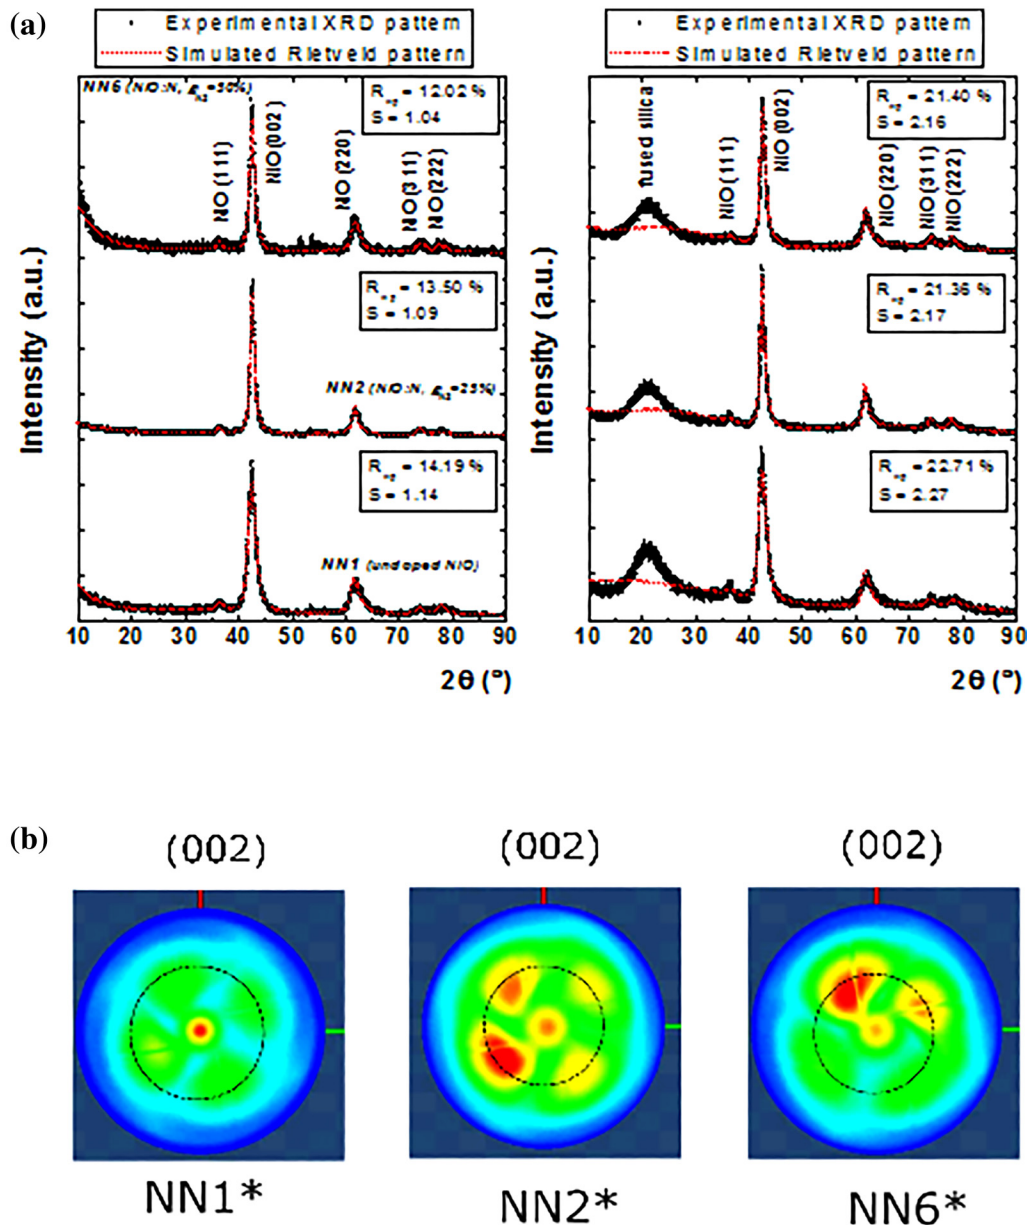 (a)
Experimental XRD pattern
Simulated Rietveld pattern
NN6 (NiO:N,
=50%)
R = 12.02 %
S = 1.04
NiO (111)
NiO (002)
NiO (220)
NiO (311)
NiO (222)
R = 13.50 %
S = 1.09
NN2 (NiO:N,
=25%)
R = 14.19 %
S = 1.14
NN1 (undoped NiO)
Intensity (a.u.)
10 20 30 40 50 60 70 80 90
2θ (°)
Experimental XRD pattern
Simulated Rietveld pattern
fused silica
NiO (111)
NiO (002)
NiO (220)
NiO (311)
NiO (222)
R = 21.40 %
S = 2.16
R = 21.36 %
S = 2.17
R = 22.71 %
S = 2.27
Intensity (a.u.)
10 20 30 40 50 60 70 80 90
2θ (°)
(b)
(002) (002) (002)
NN1* NN2* NN6*